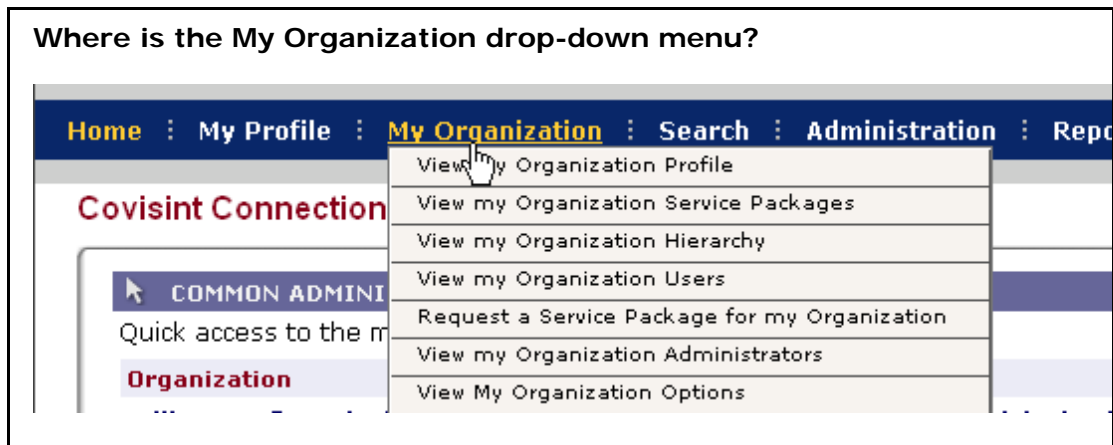 Where is the My Organization drop-down menu?
Home My Profile My Organization Search Administration
View my Organization Profile
Covisint Connection
View my Organization Service Packages
View my Organization Hierarchy
View my Organization Users
COMMON
Request a Service Package for my Organization
Quick access to the
View my Organization Administrators
Organization
View My Organization Options